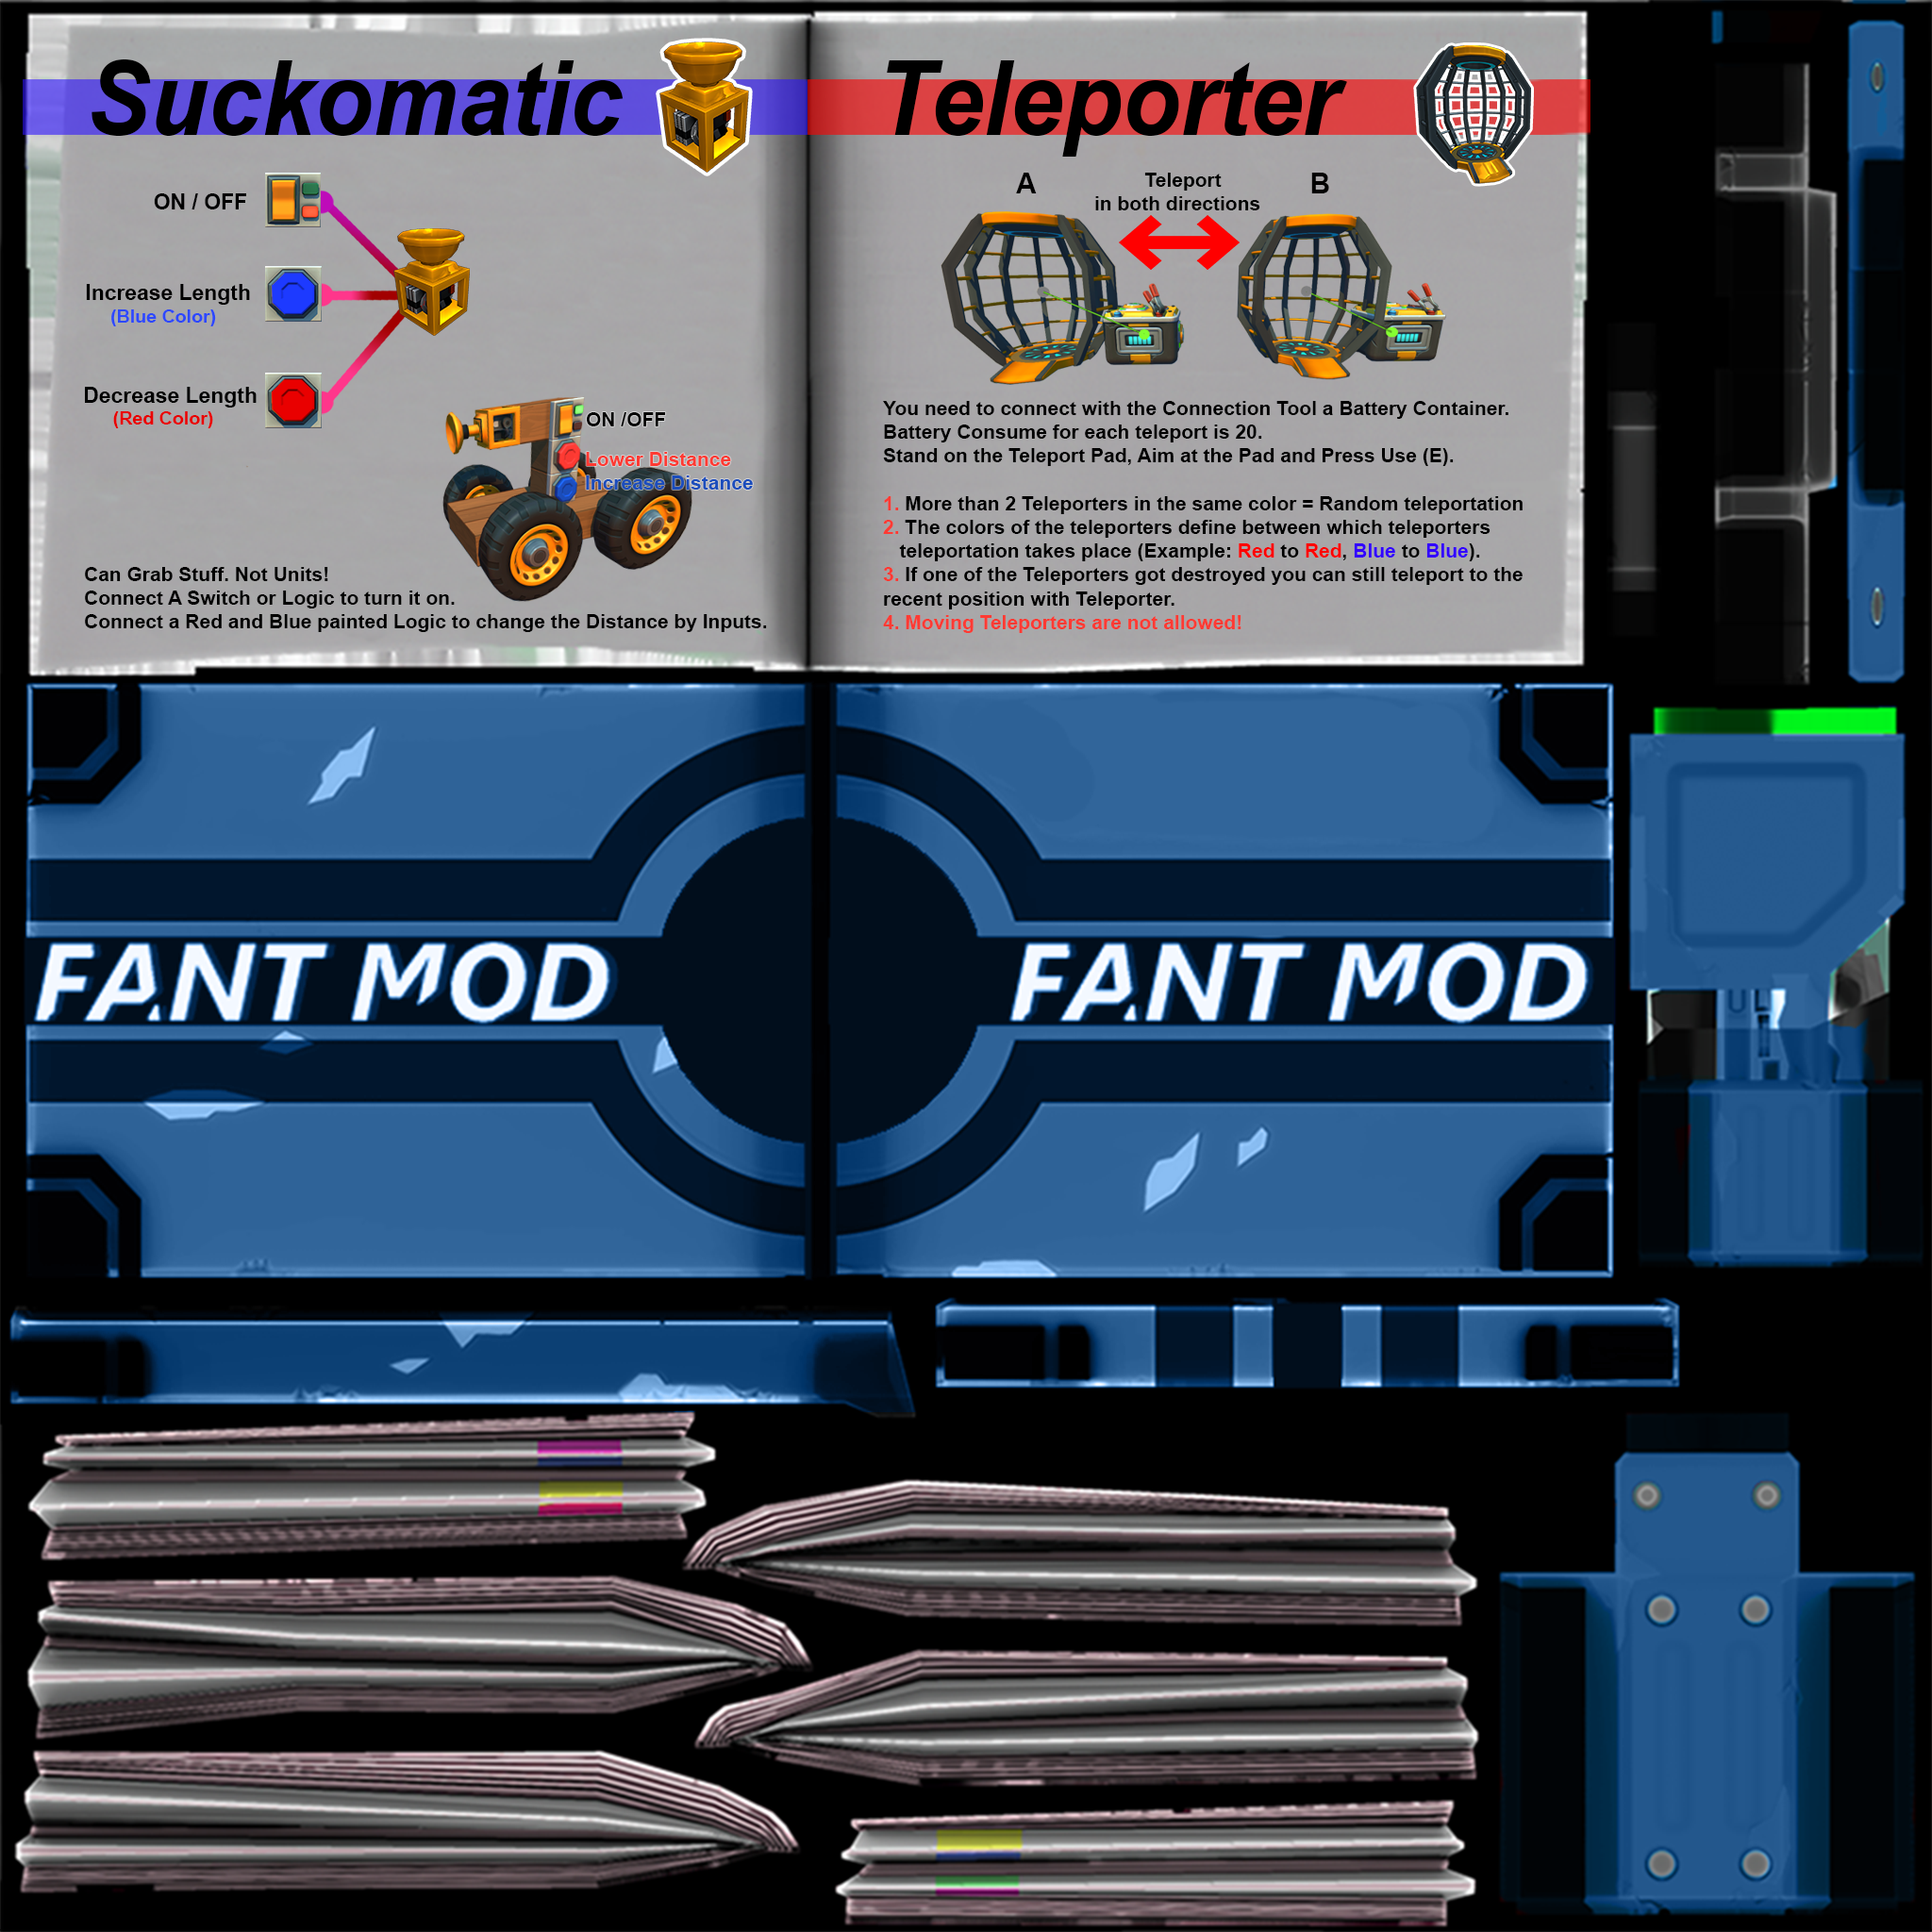 Suckomatic
ON / OFF
Increase Length
(Blue Color)
Decrease Length
(Red Color)
ON /OFF
Lower Distance
Increase Distance
Can Grab Stuff. Not Units!
Connect A Switch or Logic to turn it on.
Connect a Red and Blue painted Logic to change the Distance by Inputs.
Teleporter
A
Teleport
in both directions
B
You need to connect with the Connection Tool a Battery Container.
Battery Consume for each teleport is 20.
Stand on the Teleport Pad, Aim at the Pad and Press Use (E).
1. More than 2 Teleporters in the same color = Random teleportation
2. The colors of the teleporters define between which teleporters
teleportation takes place (Example: Red to Red, Blue to Blue).
3. If one of the Teleporters got destroyed you can still teleport to the
recent position with Teleporter.
4. Moving Teleporters are not allowed!
FANT MOD
FANT MOD